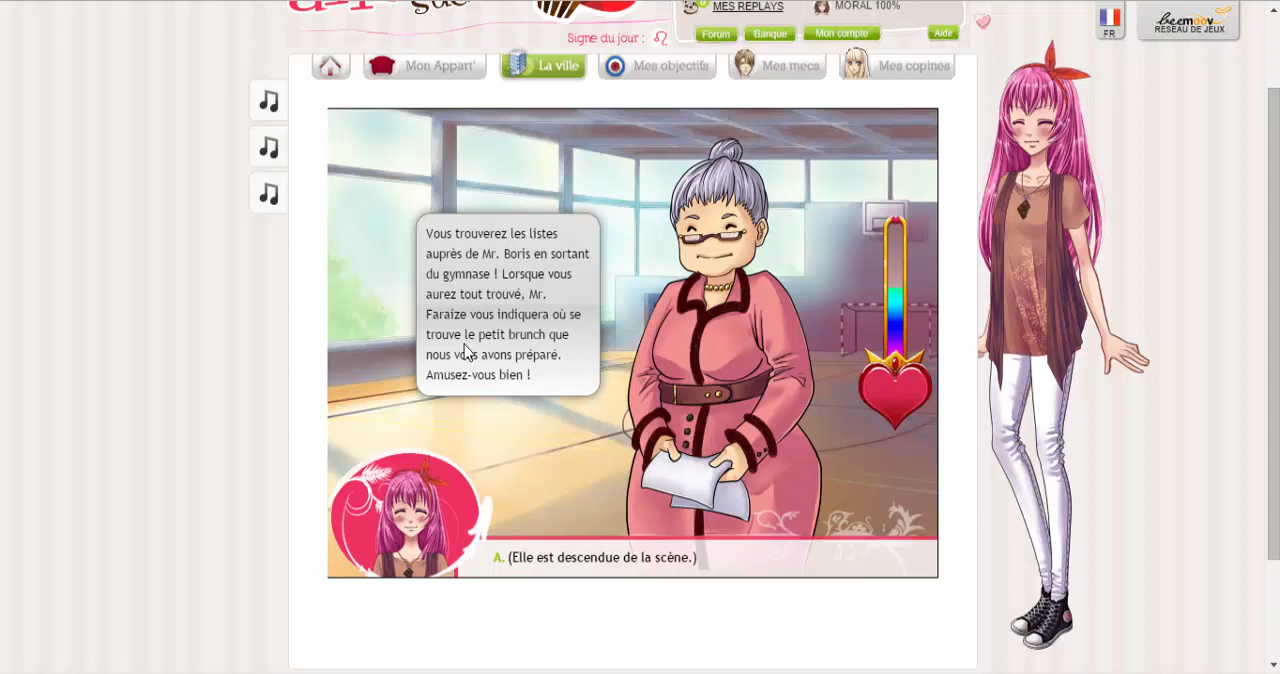 MES REPLAYS
MORAL 100%
Signe du jour :
Forum
Banque
Mon compte
Aide
FR
beemoov
RESEAU DE JEUX
Mon Appart'
La ville
Mes objectifs
Mes mecs
Mes copines
Vous trouverez les listes
auprès de Mr. Boris en sortant
du gymnase ! Lorsque vous
aurez tout trouvé, Mr.
Faraize vous indiquera où se
trouve le petit brunch que
nous vous avons préparé.
Amusez-vous bien !
A. (Elle est descendue de la scène.)